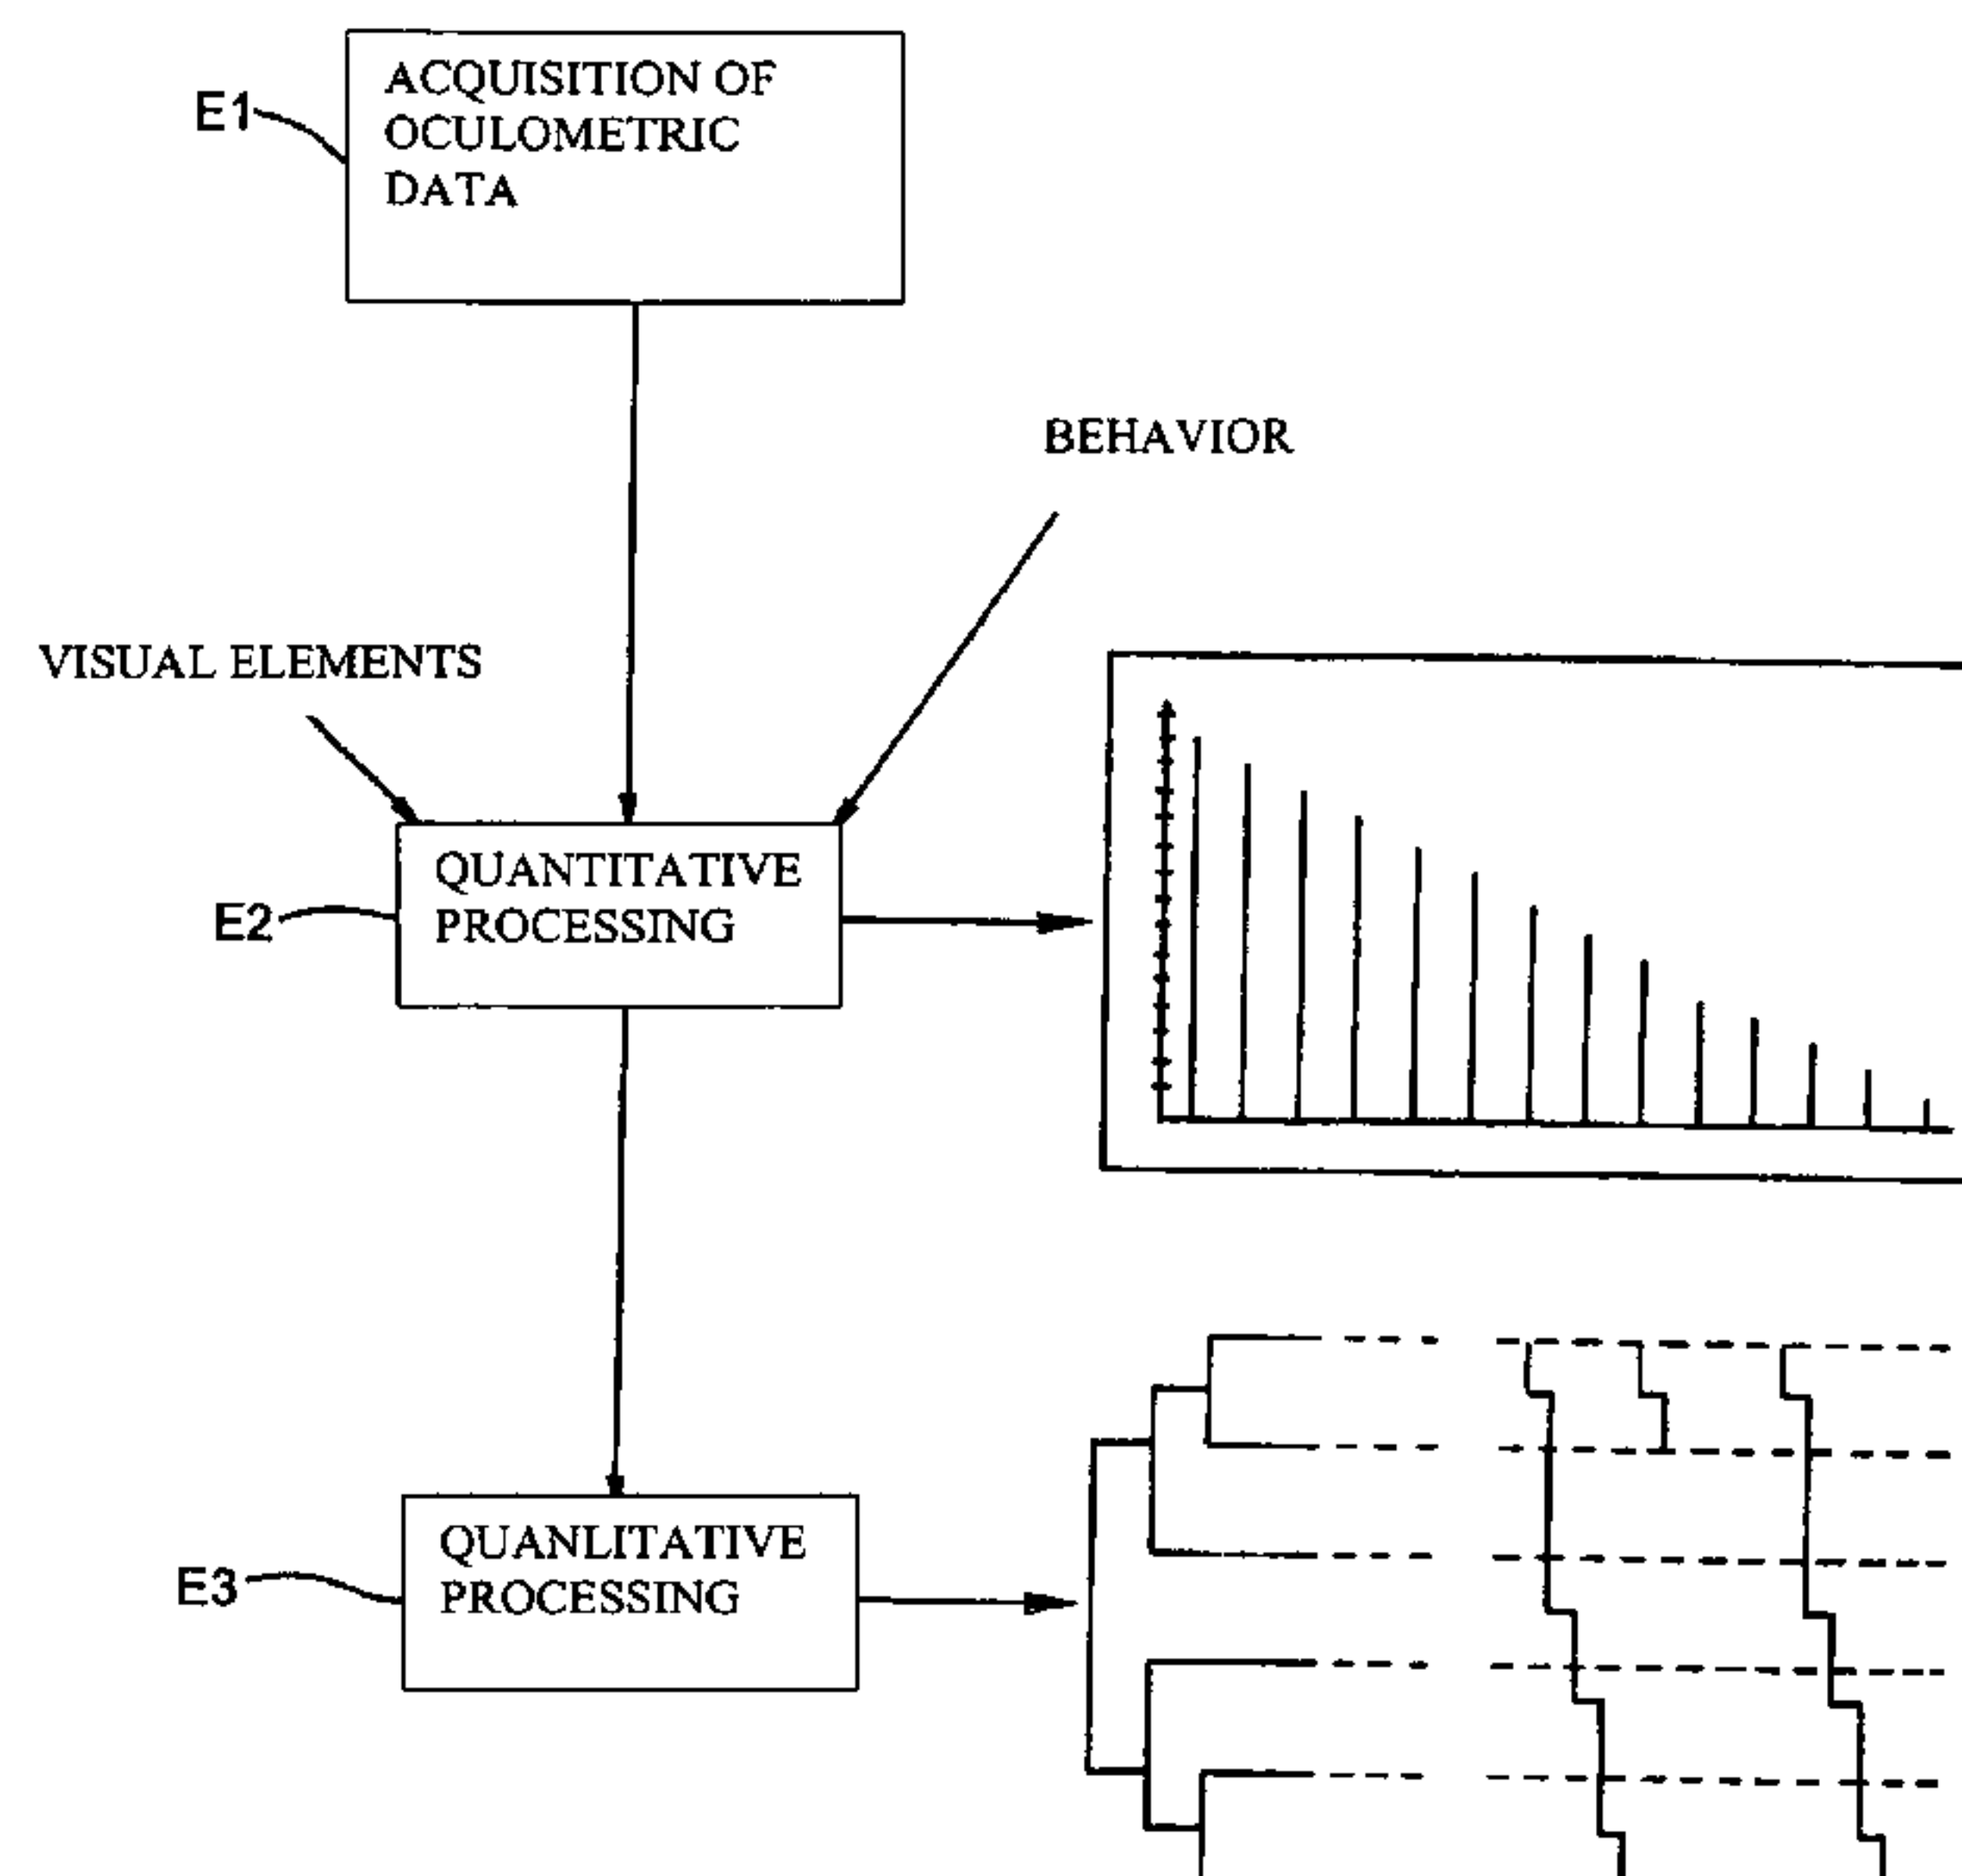 ACQUISITION OF
OCULOMETRIC
DATA
E1
BEHAVIOR
VISUAL ELEMENTS
QUANTITATIVE
PROCESSING
E2
QUANLITATIVE
PROCESSING
E3